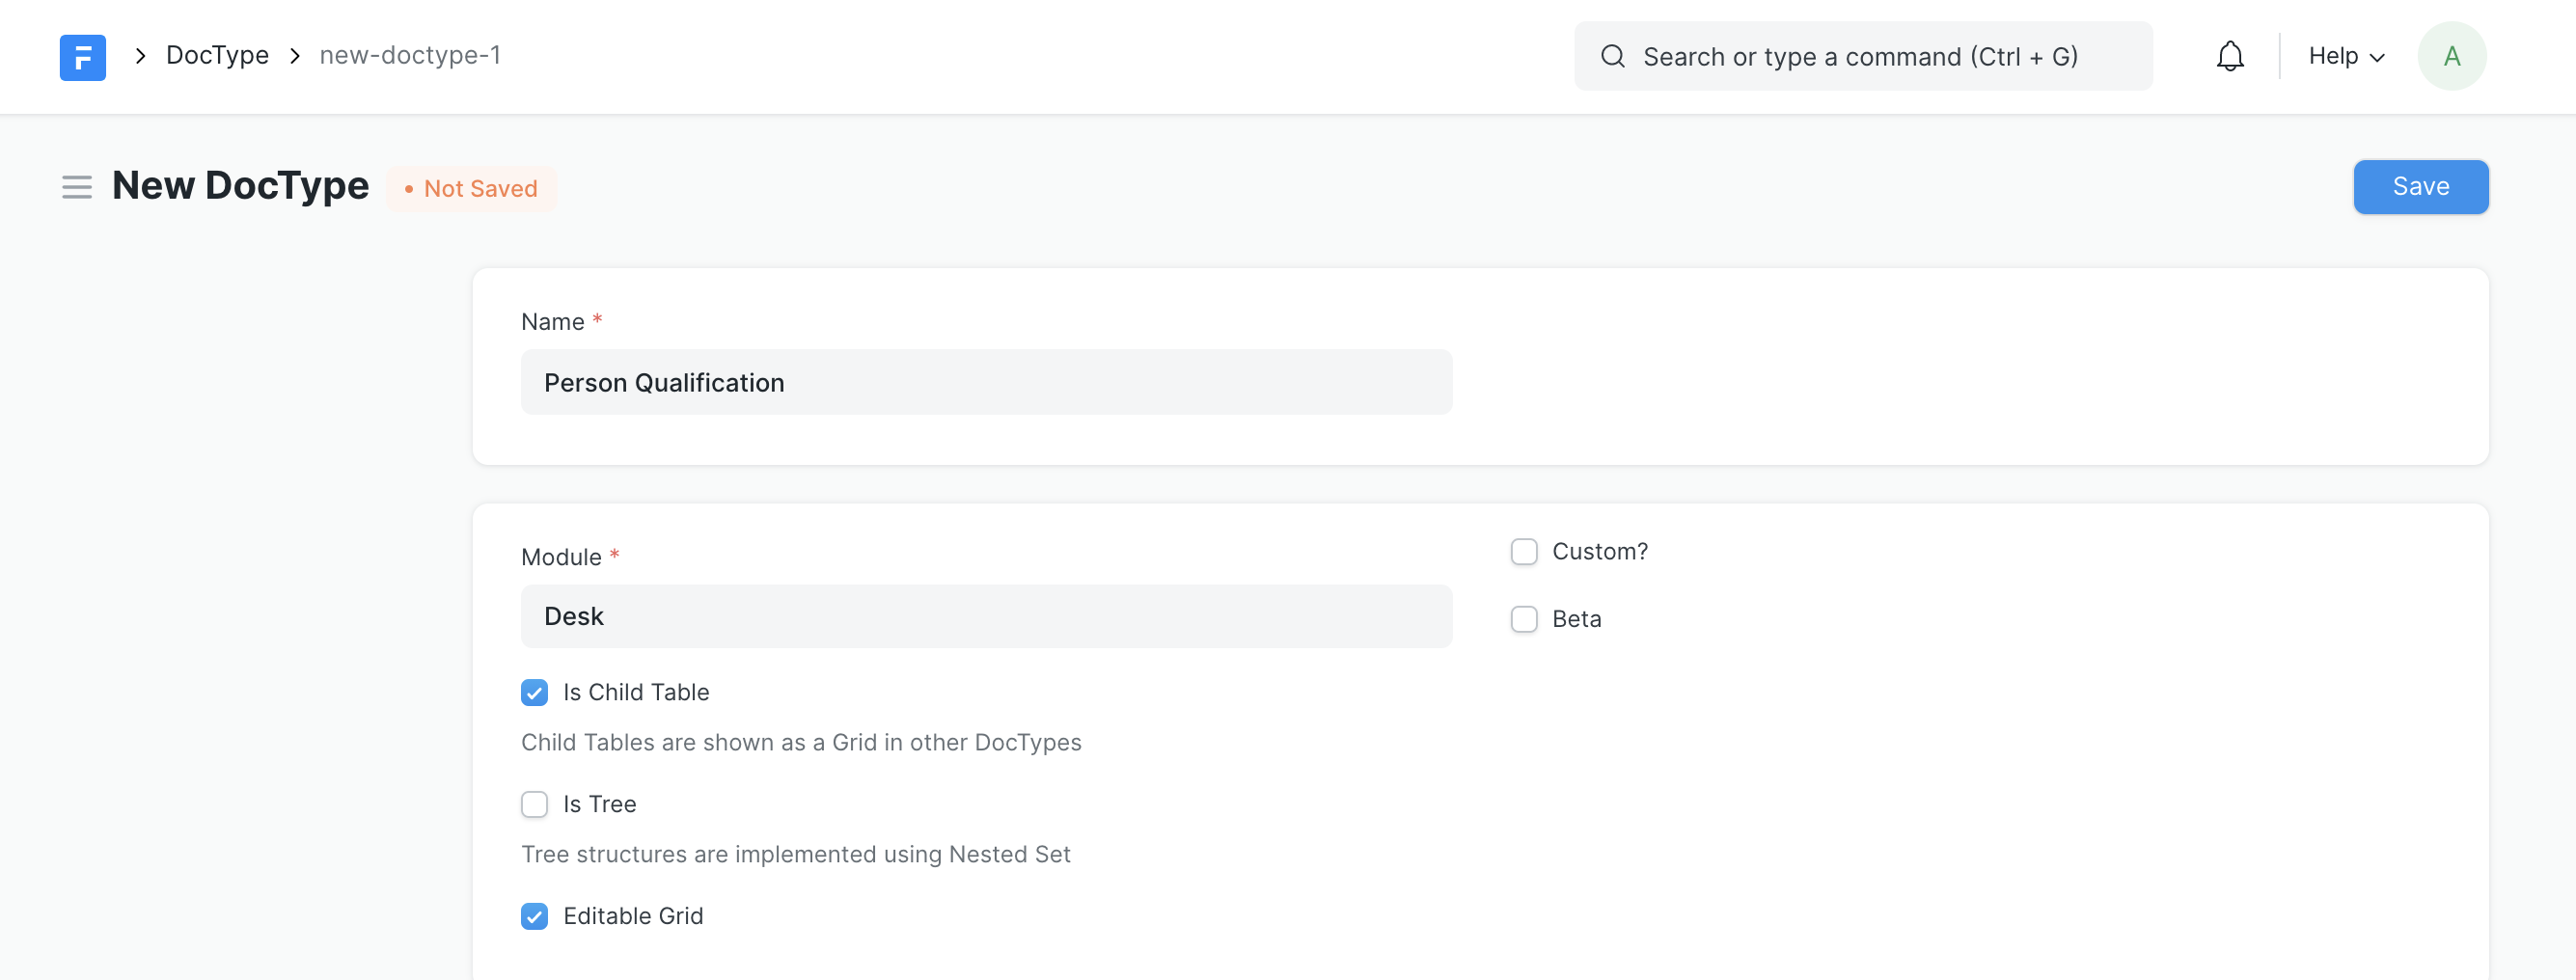 DocType
new-doctype-1
Search or type a command (Ctrl + G)
Help
A
New DocType
• Not Saved
Save
Name *
Person Qualification
Module *
Desk
Is Child Table
Child Tables are shown as a Grid in other DocTypes
Is Tree
Tree structures are implemented using Nested Set
Editable Grid
Custom?
Beta